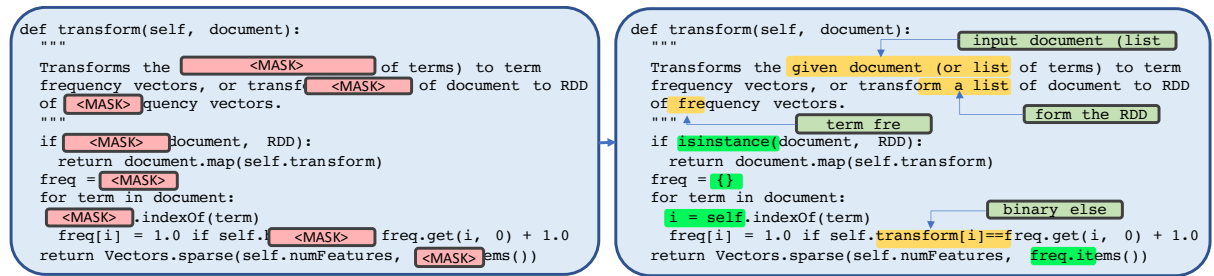 def transform(self, document):
"""
Transforms the <MASK> of terms) to term
frequency vectors, or transf <MASK> of document to RDD
of <MASK> quency vectors.
"""
if <MASK> document, RDD):
return document.map(self.transform)
freq = <MASK>
for term in document:
<MASK> .indexOf(term)
freq[i] = 1.0 if self. <MASK> freq.get(i, 0) + 1.0
return Vectors.sparse(self.numFeatures, <MASK> ems())
def transform(self, document):
"""
input document (list
Transforms the given document (or list of terms) to term
frequency vectors, or transform a list of document to RDD
of frequency vectors.
form the RDD
"""
term fre
if isinstance(document, RDD):
return document.map(self.transform)
freq = {}
for term in document:
binary else
i = self.indexOf(term)
freq[i] = 1.0 if self.transform[i]==freq.get(i, 0) + 1.0
return Vectors.sparse(self.numFeatures, freq.items())